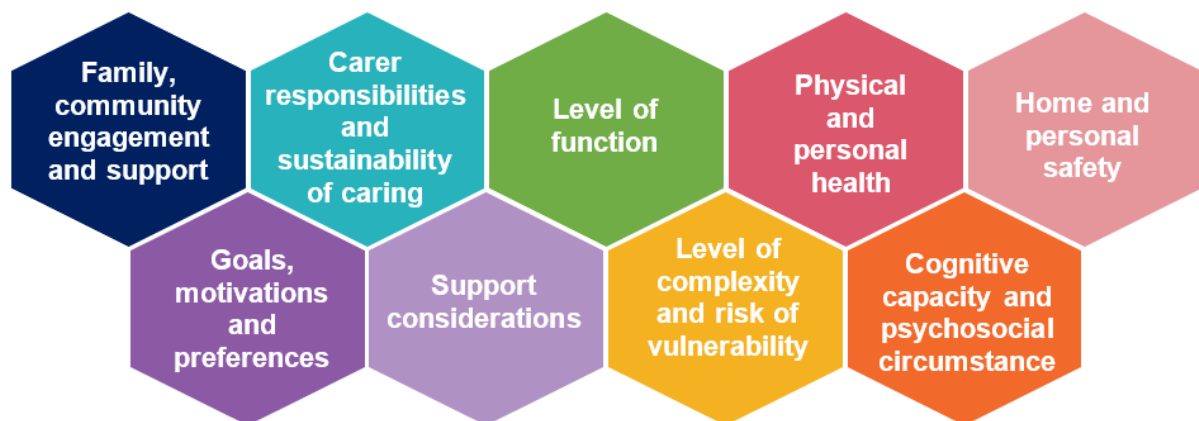 Family,
community
engagement
and support
Carer
responsibilities
and
sustainability
of caring
Level of
function
Physical
and
personal
health
Home and
personal
safety
Goals,
motivations
and
preferences
Support
considerations
Level of
complexity
and risk of
vulnerability
Cognitive
capacity and
psychosocial
circumstance